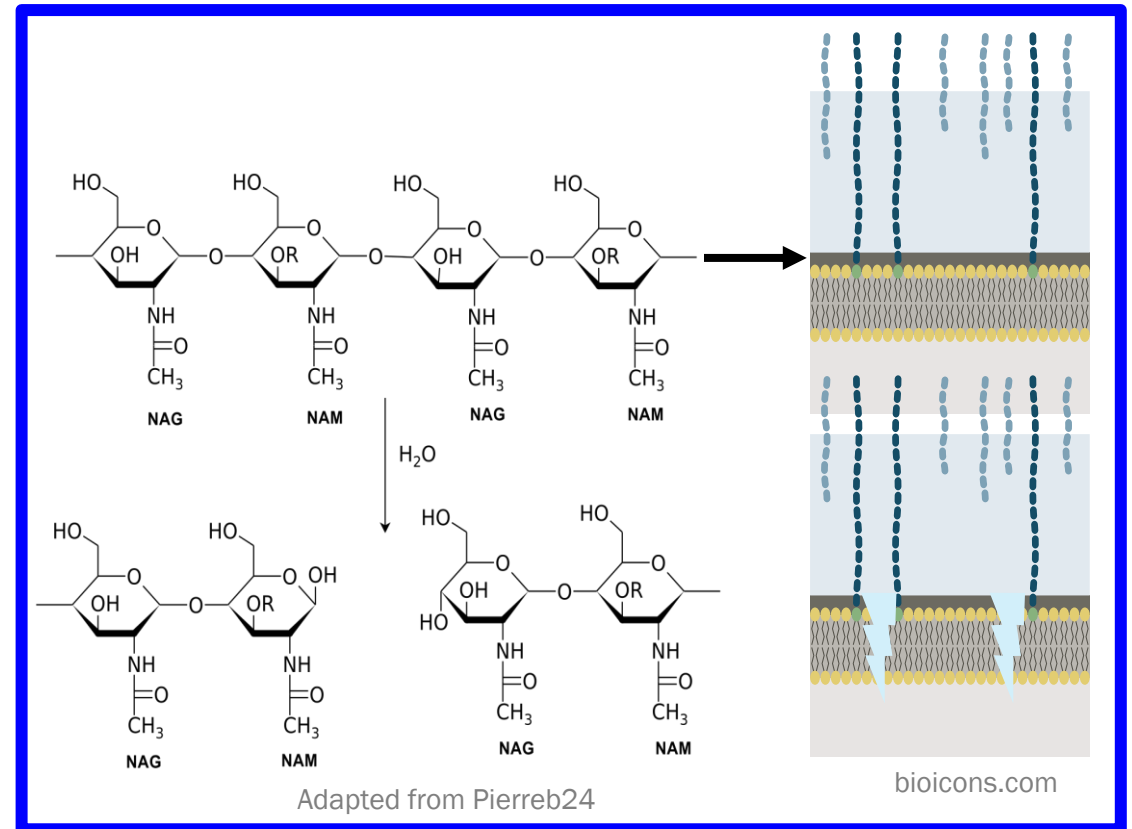 HO HO HO HO
O O O O
OH O OR O OH O OR
NH NH NH NH
O O O O
CH₃ CH₃ CH₃ CH₃
NAG NAM NAG NAM
H₂O
HO HO HO HO
O O OH O O
OH O OR OH O OR
HO
NH NH NH NH
O O O O
CH₃ CH₃ CH₃ CH₃
NAG NAM NAG NAM
Adapted from Pierreb24
bioicons.com